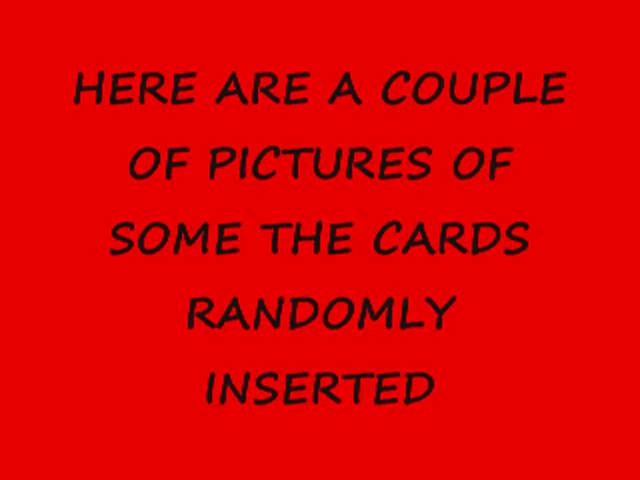 HERE ARE A COUPLE
OF PICTURES OF
SOME THE CARDS
RANDOMLY
INSERTED